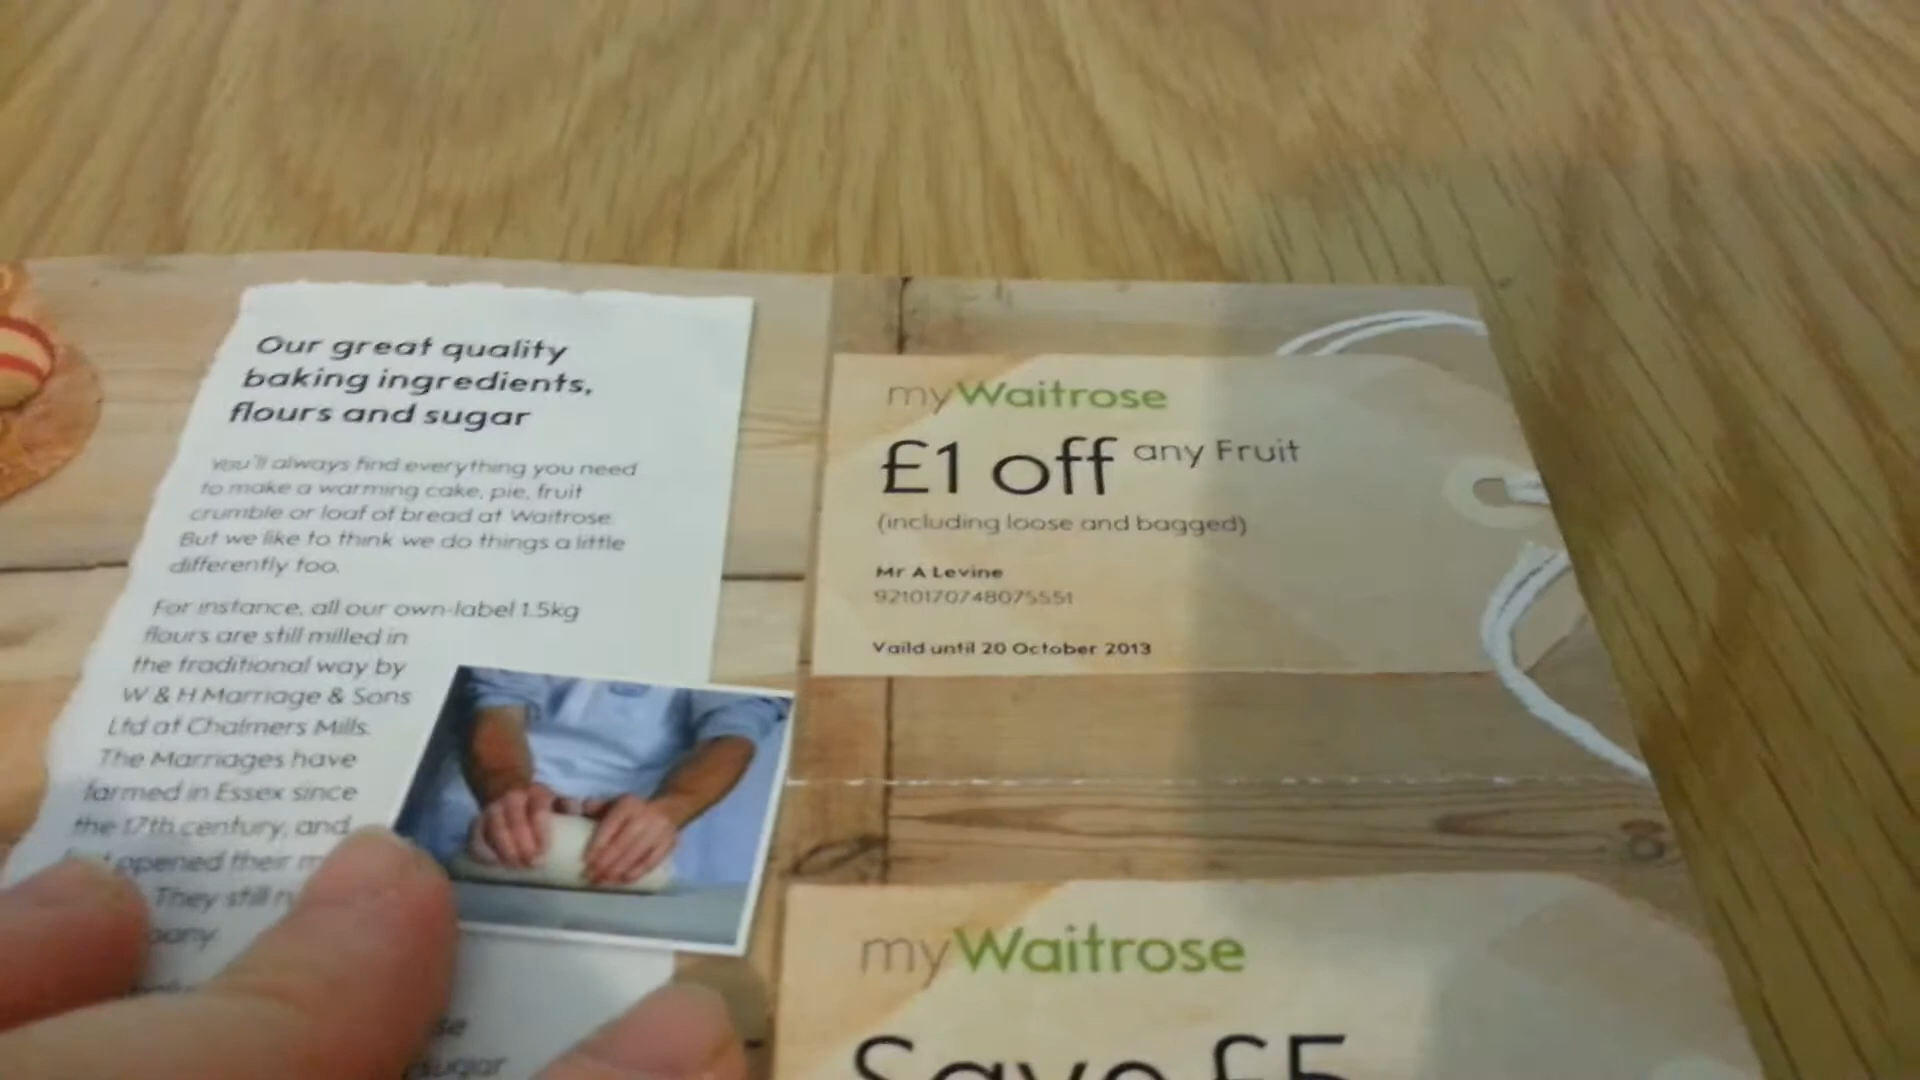 Our great quality
baking ingredients,
flours and sugar
You'll always find everything you need
to make a warming cake, pie, fruit
crumble or loaf of bread at Waitrose.
But we like to think we do things a little
differently too.
For instance, all our own-label 1.5kg
flours are still milled in
the traditional way by
W & H Marriage & Sons
Ltd at Chalmers Mills.
The Marriages have
farmed in Essex since
the 17th century, and
opened their
They still
sugar
myWaitrose
£1 off any Fruit
(including loose and bagged)
Mr A Levine
9210170748075551
Vaild until 20 October 2013
myWaitrose
Save £5